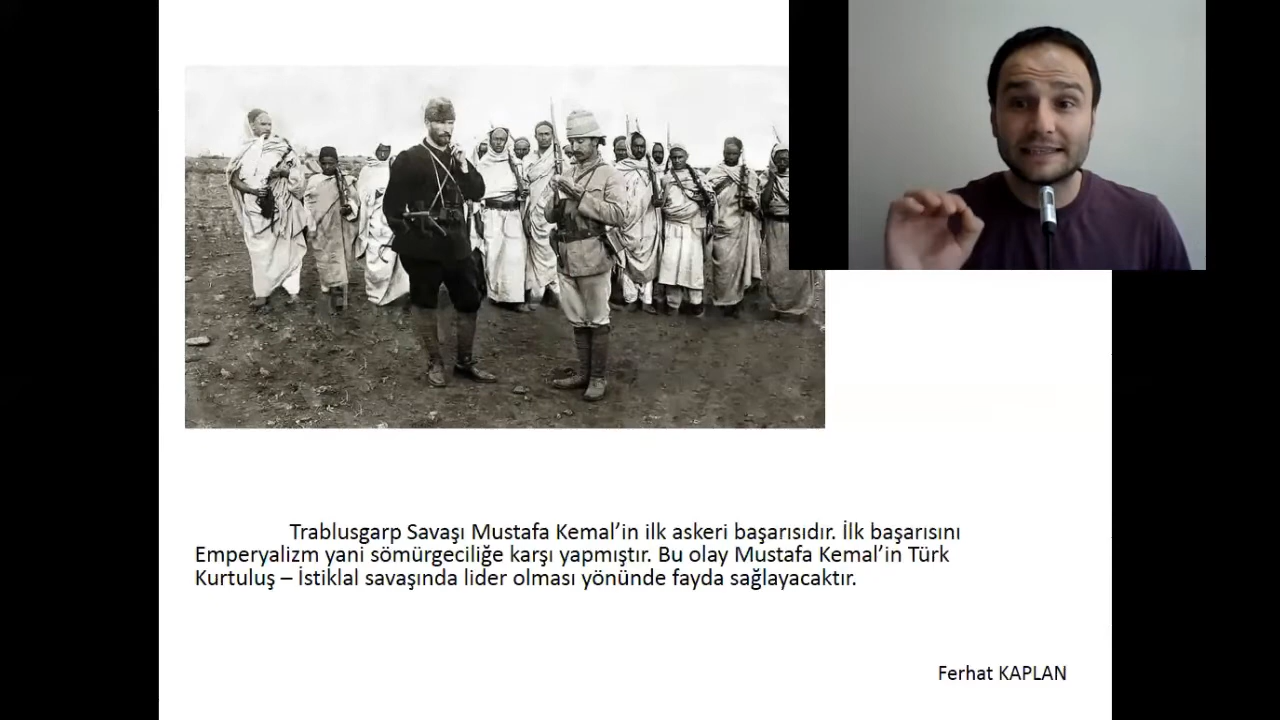 Trablusgarp Savaşı Mustafa Kemal’in ilk askeri başarısıdır. İlk başarısını
Emperyalizm yani sömürgeciliğe karşı yapmıştır. Bu olay Mustafa Kemal’in Türk
Kurtuluş – İstiklal savaşında lider olması yönünde fayda sağlayacaktır.
Ferhat KAPLAN